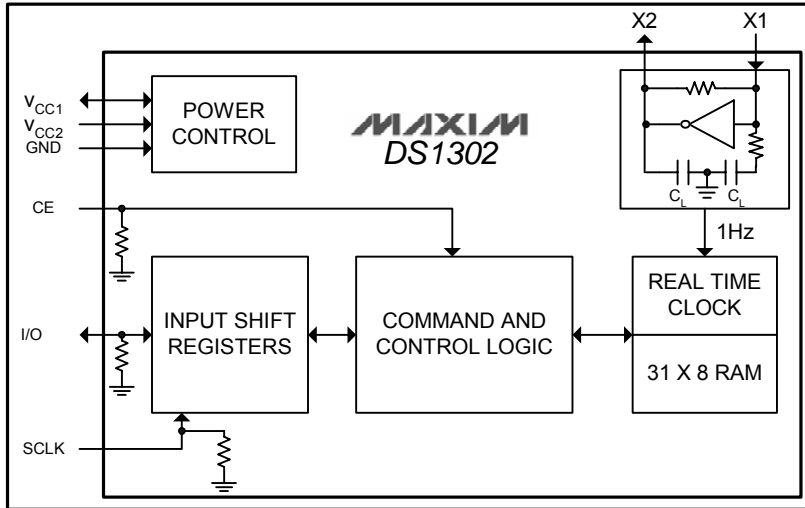 X2
X1
VCC1
VCC2
GND
POWER
CONTROL
MAXIM
DS1302
CL
CL
CE
1Hz
I/O
INPUT SHIFT
REGISTERS
COMMAND AND
CONTROL LOGIC
REAL TIME
CLOCK
31 X 8 RAM
SCLK